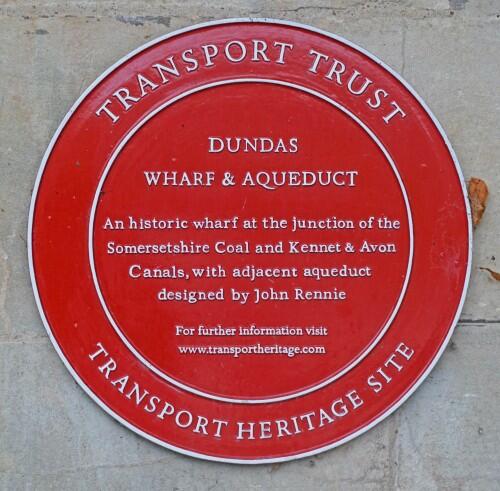 TRANSPORT TRUST
DUNDAS
WHARF & AQUEDUCT
An historic wharf at the junction of the
Somersetshire Coal and Kennet & Avon
Canals, with adjacent aqueduct
designed by John Rennie
For further information visit
www.transportheritage.com
TRANSPORT HERITAGE SITE